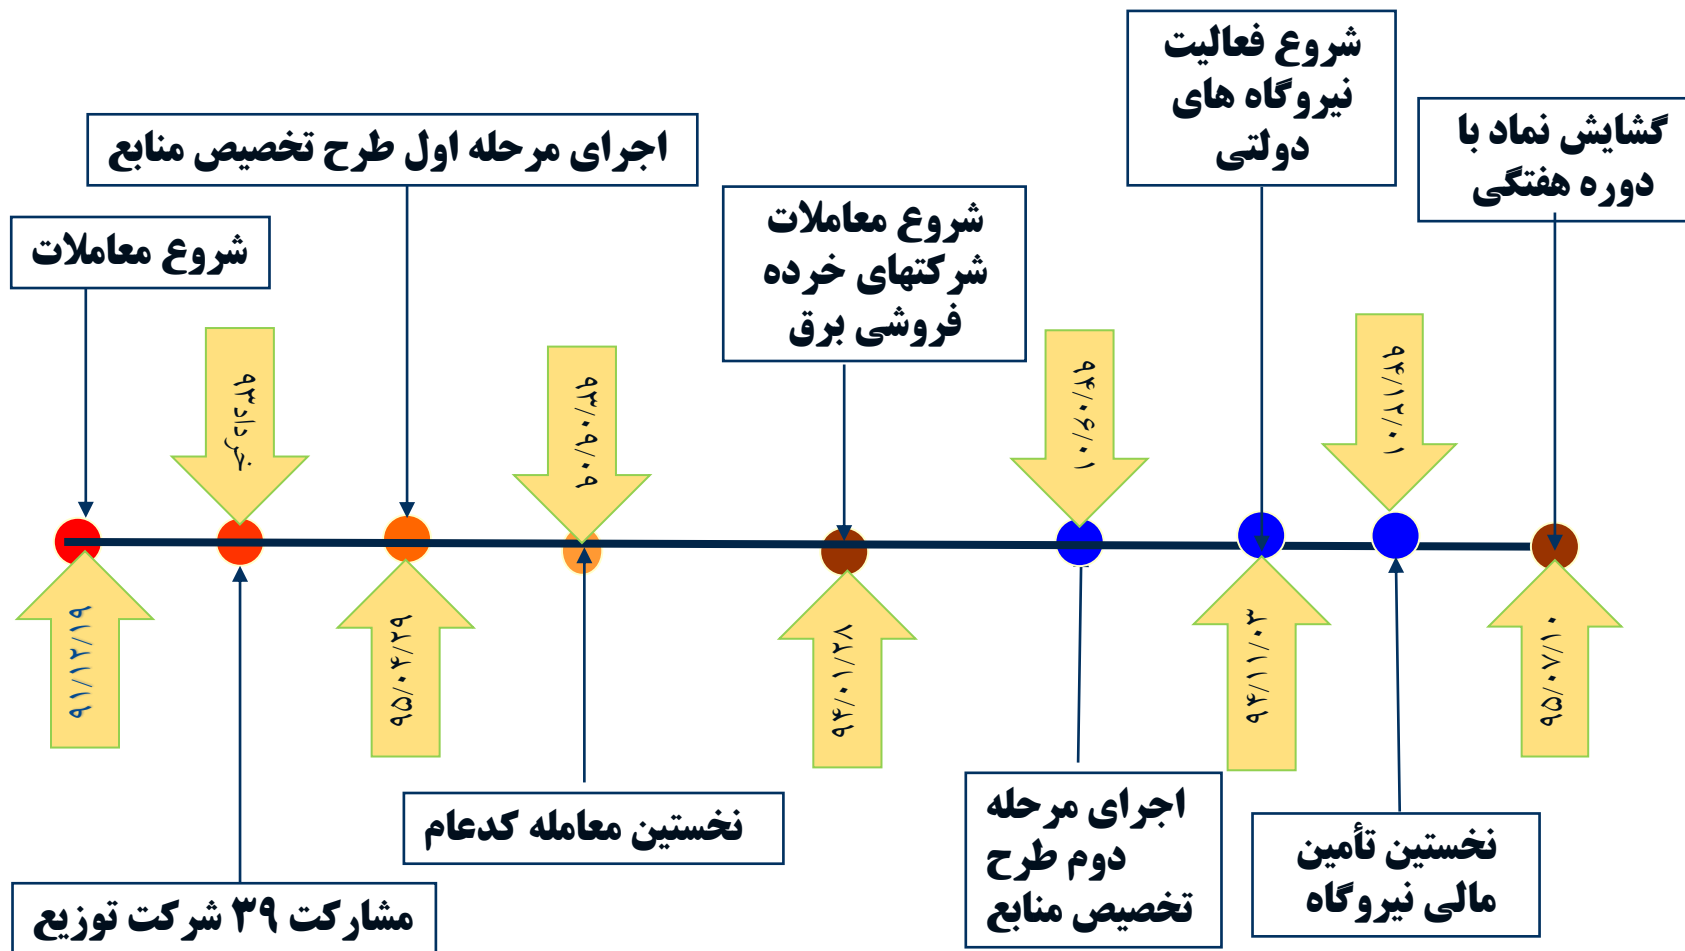 شروع معاملات
۹۱/۱۲/۱۹
خرداد۹۳
مشارکت ۳۹ شرکت توزیع
اجرای مرحله اول طرح تخصیص منابع
۹۵/۰۴/۲۹
۹۳/۰۹/۰۹
نخستین معامله کدعام
شروع معاملات
شرکتهای خرده
فروشی برق
۹۴/۰۱/۲۸
۹۴/۰۶/۰۱
اجرای مرحله
دوم طرح
تخصیص منابع
شروع فعالیت
نیروگاه های
دولتی
۹۴/۱۱/۰۳
۹۴/۱۲/۰۱
نخستین تأمین
مالی نیروگاه
گشایش نماد با
دوره هفتگی
۹۵/۰۷/۱۰